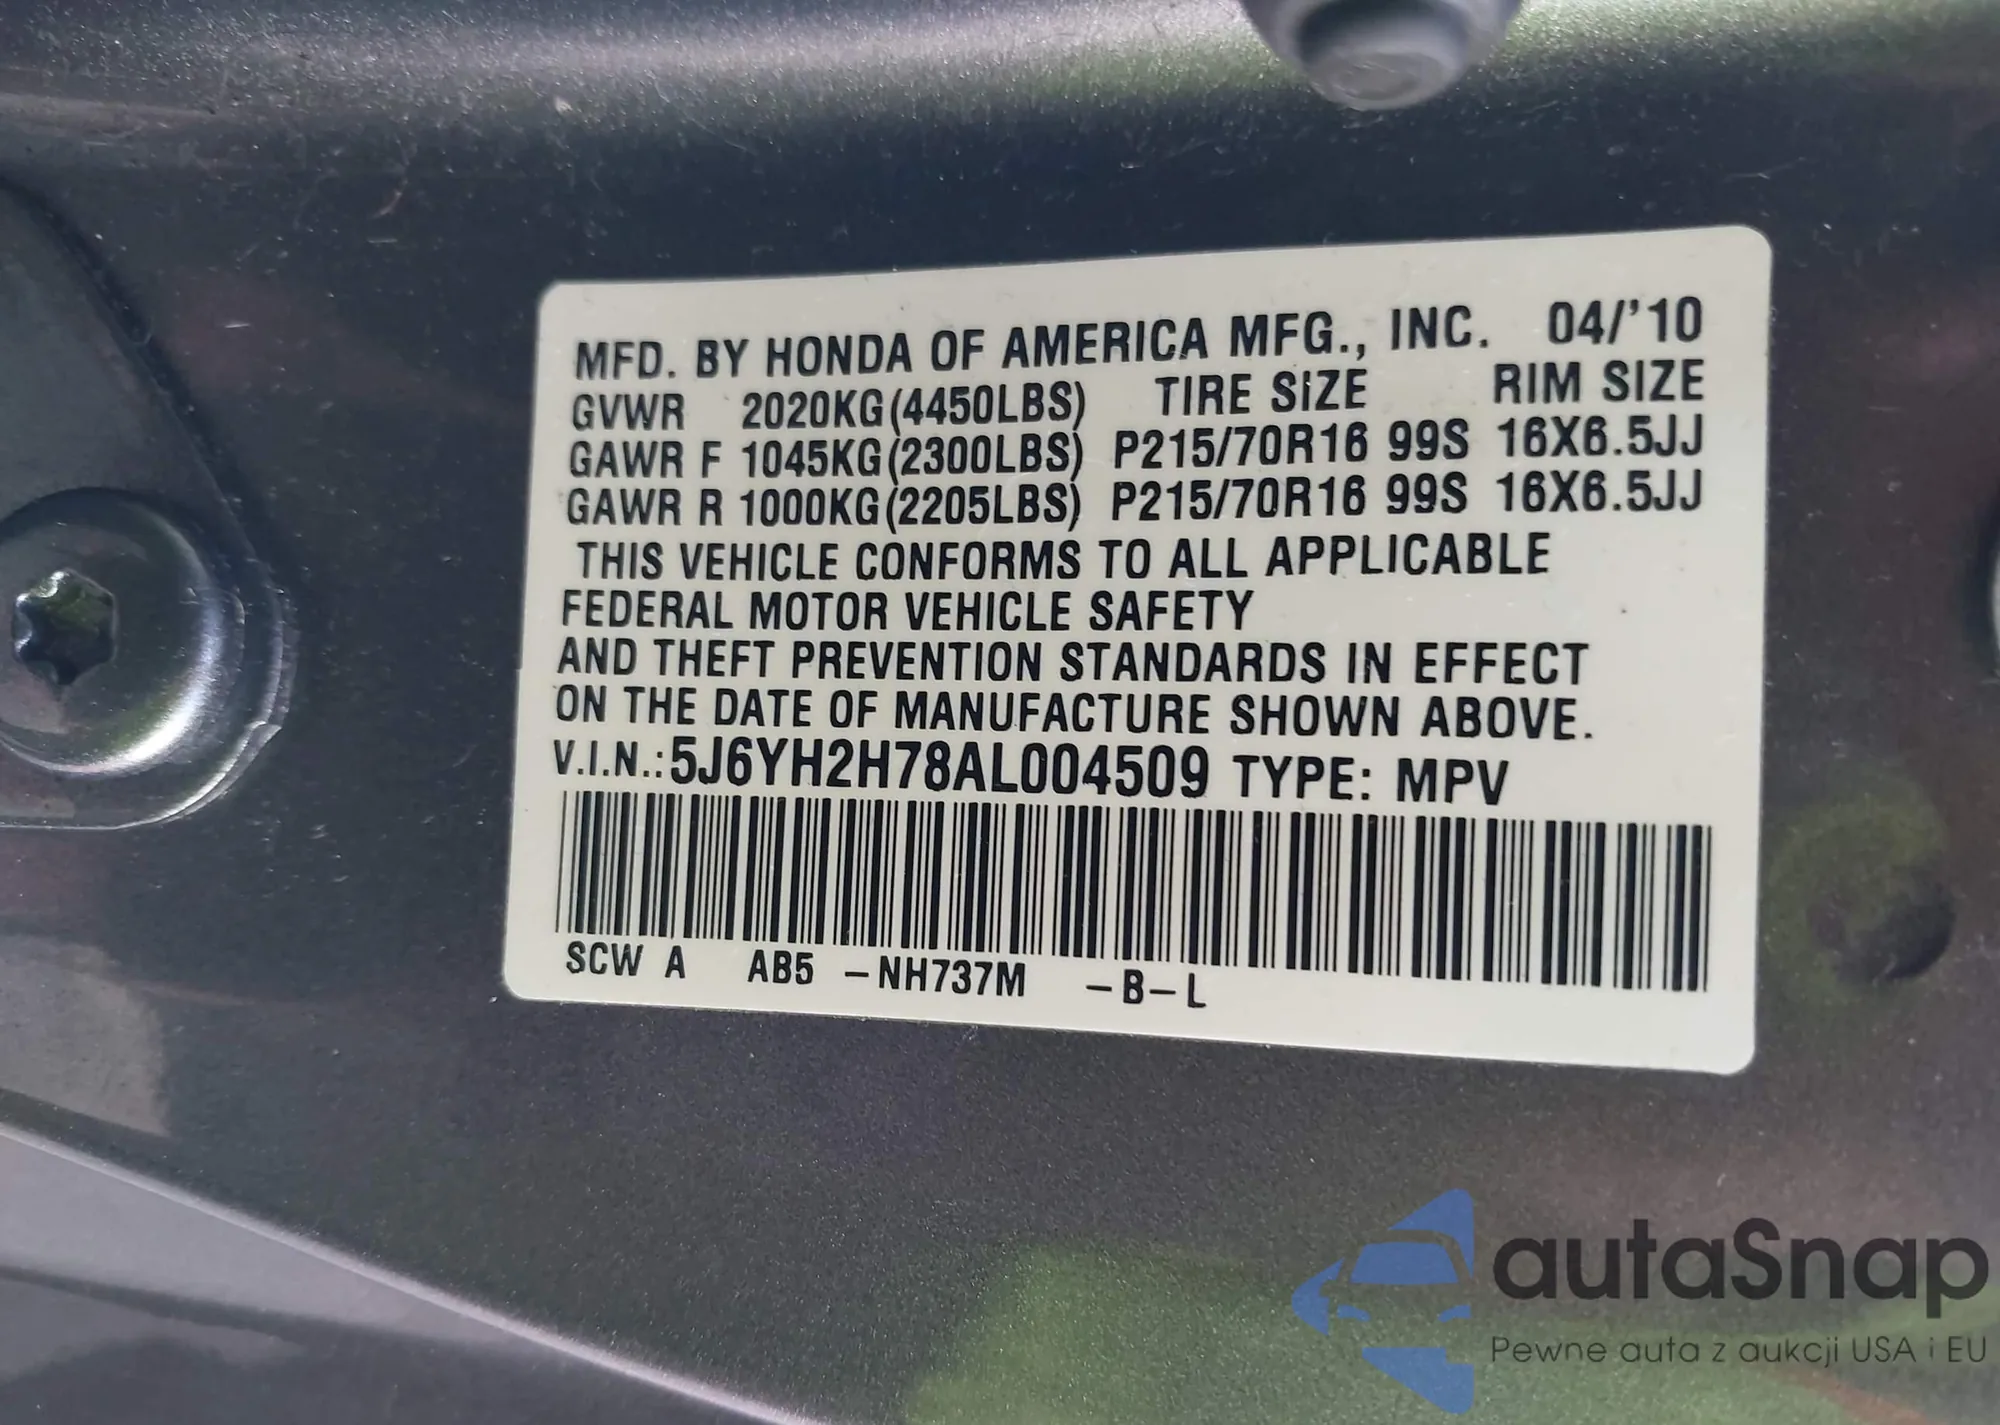 MFD. BY HONDA OF AMERICA MFG., INC. 04/'10
GVWR 2020KG(4450LBS) TIRE SIZE RIM SIZE
GAWR F 1045KG(2300LBS) P215/70R16 99S 16X6.5JJ
GAWR R 1000KG(2205LBS) P215/70R16 99S 16X6.5JJ
THIS VEHICLE CONFORMS TO ALL APPLICABLE
FEDERAL MOTOR VEHICLE SAFETY
AND THEFT PREVENTION STANDARDS IN EFFECT
ON THE DATE OF MANUFACTURE SHOWN ABOVE.
V.I.N.: 5J6YH2H78AL004509 TYPE: MPV
SCW A AB5 -NH737M -B-L
autaSnap
Pewne auta z aukcji USA i EU